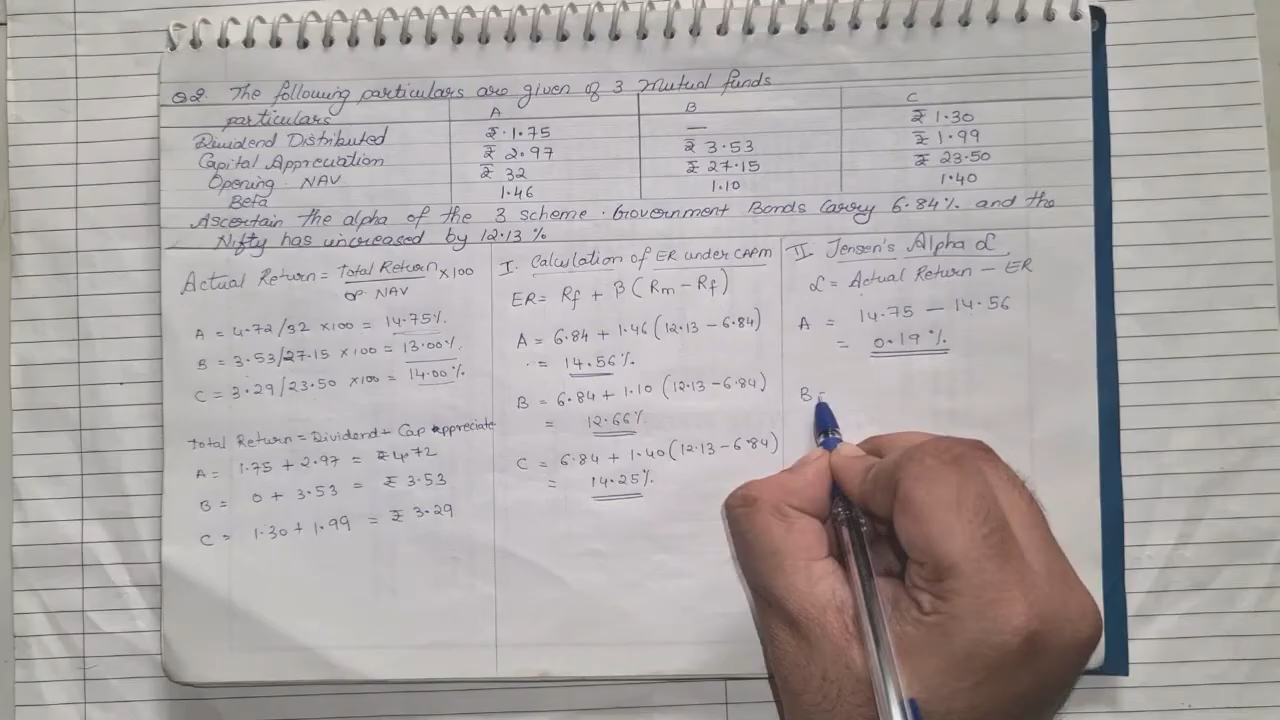 Q2. The following particulars are given of 3 Mutual funds
particulars A B C
Dividend Distributed ₹ 1.75 — ₹ 1.30
Capital Appreciation ₹ 2.97 ₹ 3.53 ₹ 1.99
Opening NAV ₹ 32 ₹ 27.15 ₹ 23.50
Beta 1.46 1.10 1.40
Ascertain the alpha of the 3 scheme. Government Bonds carry 6.84% and the
Nifty has increased by 12.13%
Actual Return = Total Return/OP NAV ×100
A = 4.72/32 ×100 = 14.75%
B = 3.53/27.15 ×100 = 13.00%
C = 3.29/23.50 ×100 = 14.00%
Total Return = Dividend + Cap Appreciate
A = 1.75 + 2.97 = ₹4.72
B = 0 + 3.53 = ₹ 3.53
C = 1.30 + 1.99 = ₹ 3.29
I. Calculation of ER under CAPM
ER = Rf + β (Rm − Rf)
A = 6.84 + 1.46 (12.13 − 6.84)
= 14.56%
B = 6.84 + 1.10 (12.13 − 6.84)
= 12.66%
C = 6.84 + 1.40 (12.13 − 6.84)
= 14.25%
II Jensen's Alpha α
α = Actual Return − ER
A = 14.75 − 14.56
= 0.19%
B =